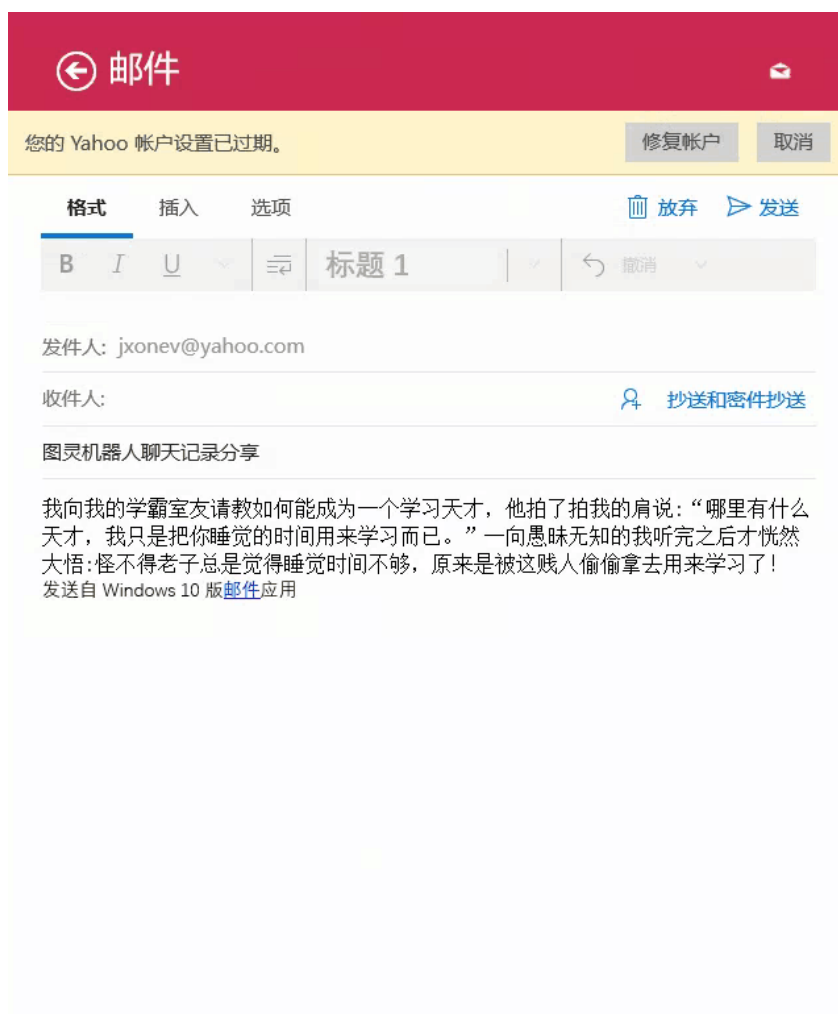 邮件
您的 Yahoo 帐户设置已过期。 修复帐户 取消
格式 插入 选项 放弃 发送
B I U 标题 1 撤消
发件人: jxonev@yahoo.com
收件人: 抄送和密件抄送
图灵机器人聊天记录分享
我向我的学霸室友请教如何能成为一个学习天才，他拍了拍我的肩说:“哪里有什么
天才，我只是把你睡觉的时间用来学习而已。”一向愚昧无知的我听完之后才恍然
大悟:怪不得老子总是觉得睡觉时间不够，原来是被这贱人偷偷拿去用来学习了！
发送自 Windows 10 版邮件应用